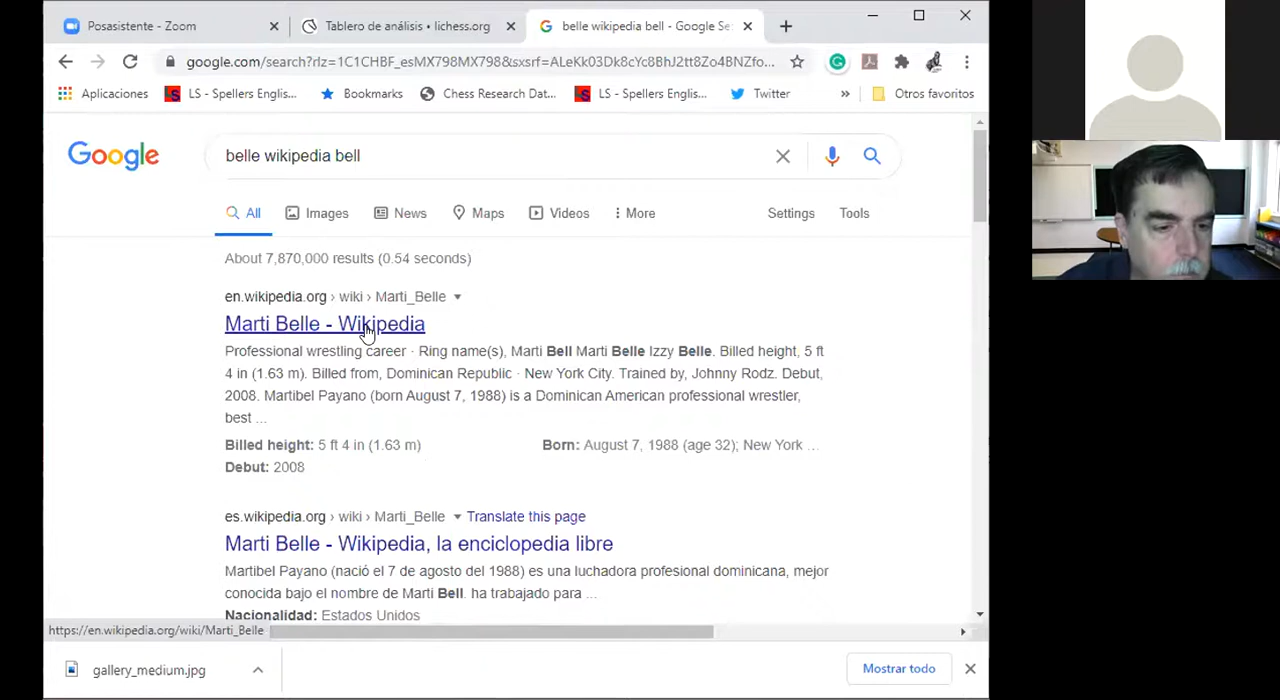 Posasistente - Zoom
Tablero de análisis • lichess.org
belle wikipedia bell - Google Se
google.com/search?rlz=1C1CHBF_esMX798MX798&sxsrf=ALeKk03Dk8cYc8BhJ2tt8Zo4BNZfo...
Aplicaciones
LS - Spellers Englis...
Bookmarks
Chess Research Dat...
LS - Spellers Englis...
Twitter
»
Otros favoritos
Google
belle wikipedia bell
All
Images
News
Maps
Videos
More
Settings
Tools
About 7,870,000 results (0.54 seconds)
en.wikipedia.org › wiki › Marti_Belle
Marti Belle - Wikipedia
Professional wrestling career · Ring name(s), Marti Bell Marti Belle Izzy Belle. Billed height, 5 ft
4 in (1.63 m). Billed from, Dominican Republic · New York City. Trained by, Johnny Rodz. Debut,
2008. Martibel Payano (born August 7, 1988) is a Dominican American professional wrestler,
best ...
Billed height: 5 ft 4 in (1.63 m)
Born: August 7, 1988 (age 32); New York ...
Debut: 2008
es.wikipedia.org › wiki › Marti_Belle
Translate this page
Marti Belle - Wikipedia, la enciclopedia libre
Martibel Payano (nació el 7 de agosto del 1988) es una luchadora profesional dominicana, mejor
conocida bajo el nombre de Marti Bell. ha trabajado para ...
Nacionalidad: Estados Unidos
https://en.wikipedia.org/wiki/Marti_Belle
gallery_medium.jpg
Mostrar todo